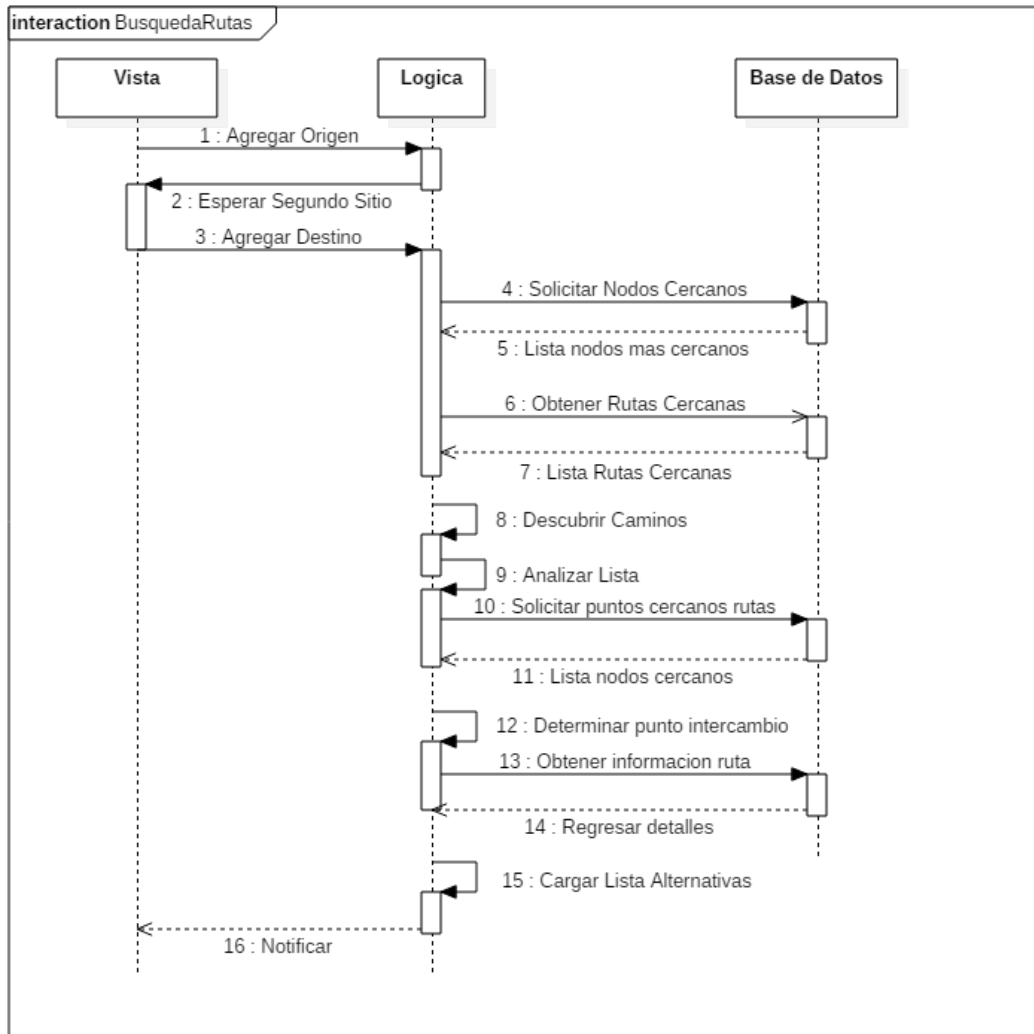 interaction BusquedaRutas
Vista
Logica
Base de Datos
1 : Agregar Origen
2 : Esperar Segundo Sitio
3 : Agregar Destino
4 : Solicitar Nodos Cercanos
5 : Lista nodos mas cercanos
6 : Obtener Rutas Cercanas
7 : Lista Rutas Cercanas
8 : Descubrir Caminos
9 : Analizar Lista
10 : Solicitar puntos cercanos rutas
11 : Lista nodos cercanos
12 : Determinar punto intercambio
13 : Obtener informacion ruta
14 : Regresar detalles
15 : Cargar Lista Alternativas
16 : Notificar